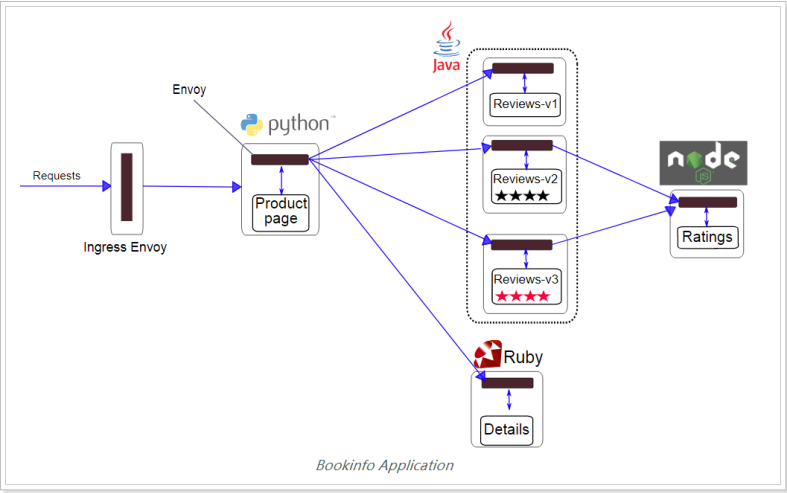 Java
Envoy
python
Reviews-v1
node
JS
Requests
Reviews-v2
Product
page
Ratings
Ingress Envoy
Reviews-v3
Ruby
Details
Bookinfo Application